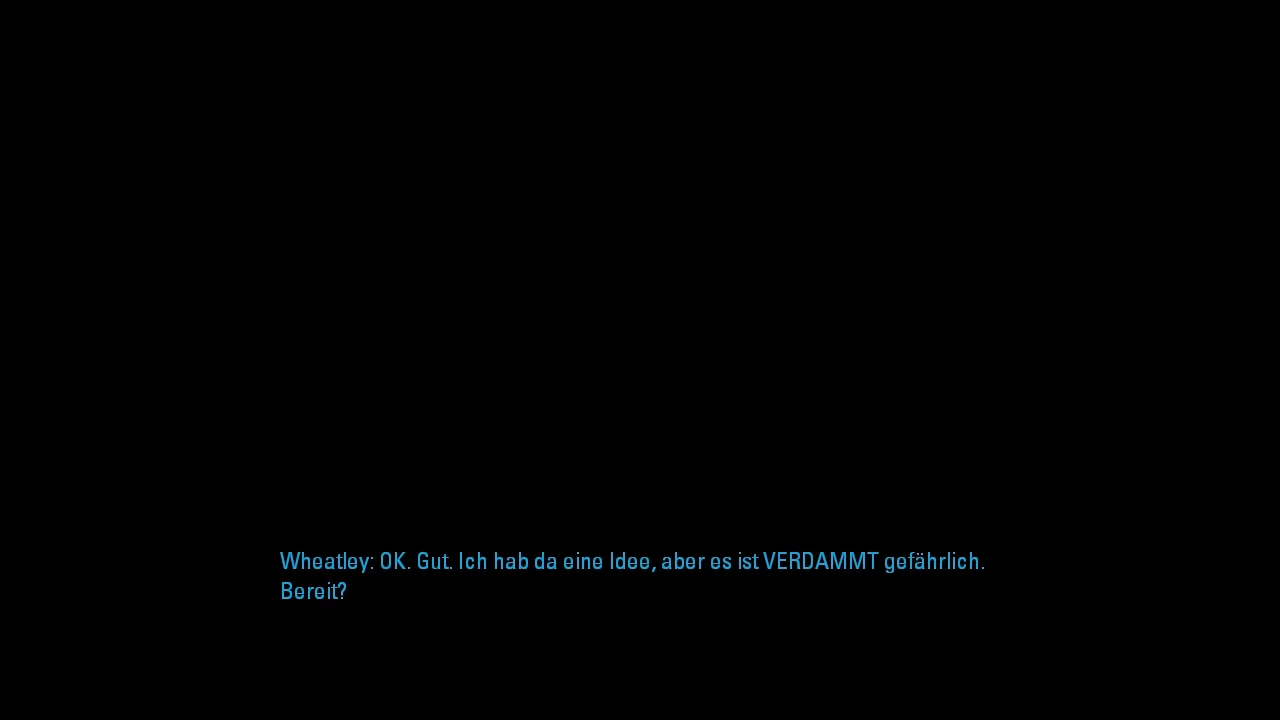 Wheatley: OK. Gut. Ich hab da eine Idee, aber es ist VERDAMMT gefährlich.
Bereit?